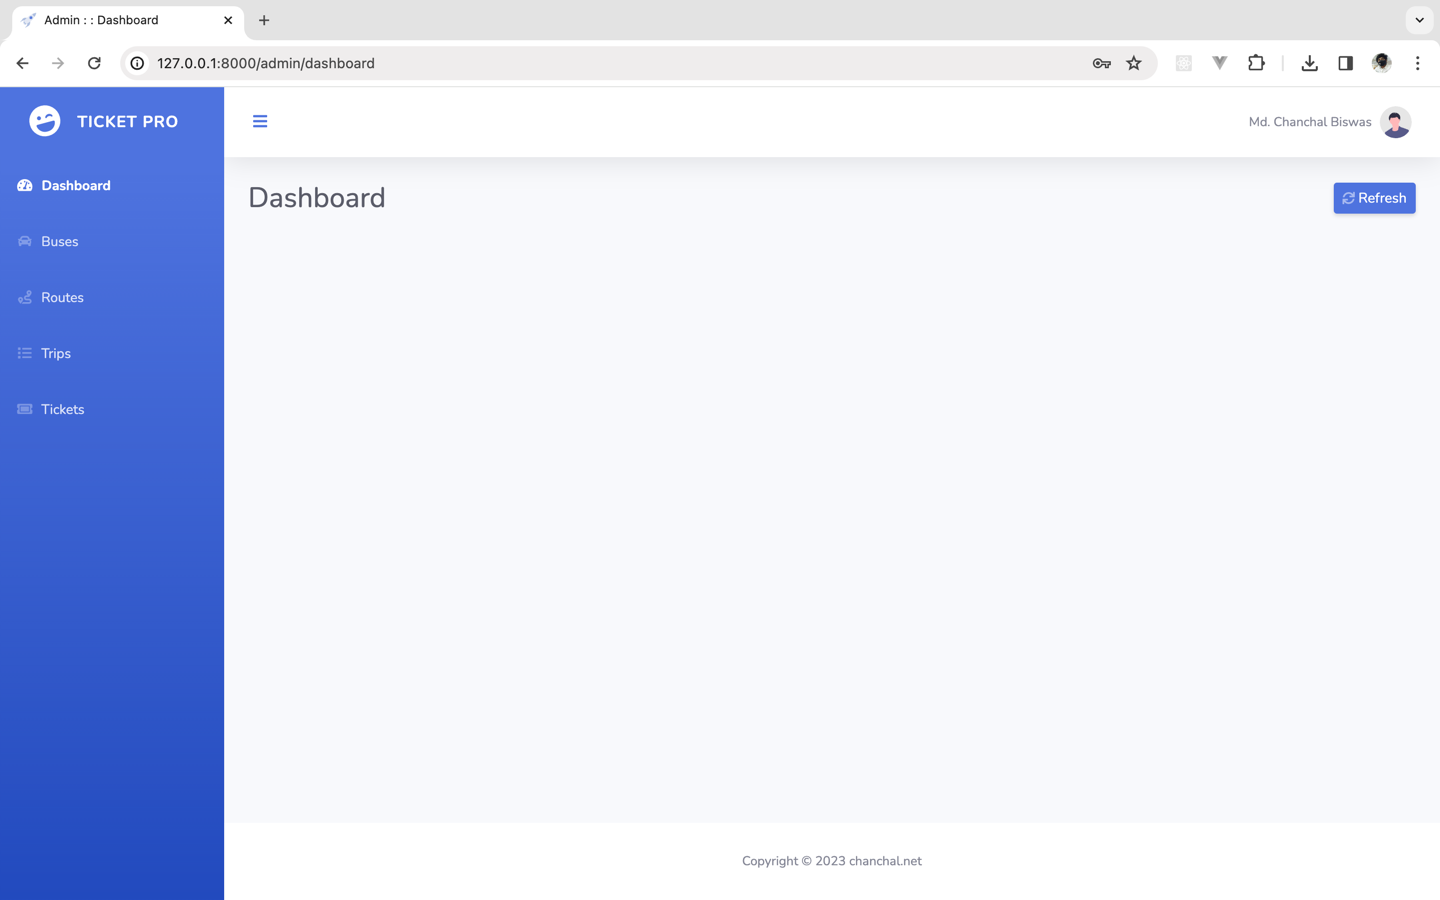 Admin : : Dashboard
127.0.0.1:8000/admin/dashboard
TICKET PRO
Md. Chanchal Biswas
Dashboard
Buses
Routes
Trips
Tickets
Dashboard
Refresh
Copyright © 2023 chanchal.net